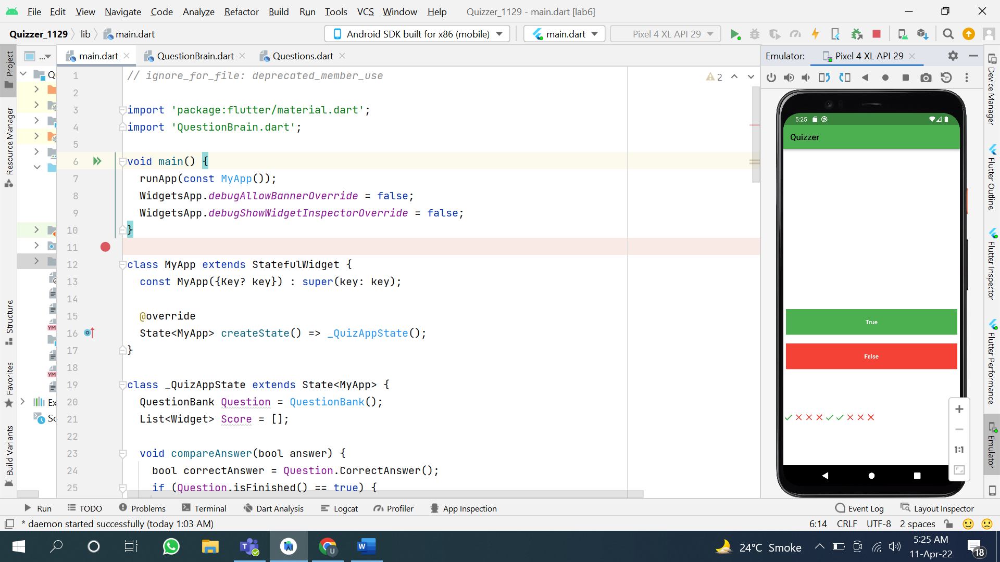 File Edit View Navigate Code Analyze Refactor Build Run Tools VCS Window Help Quizzer_1129 - main.dart [lab6]
Quizzer_1129 lib main.dart Android SDK built for x86 (mobile) main.dart Pixel 4 XL API 29
... main.dart QuestionBrain.dart Questions.dart Emulator: Pixel 4 XL API 29
Project
Resource Manager
Structure
Favorites
Build Variants
Qu
YM
YM
Ex
Sc
1 // ignore_for_file: deprecated_member_use
2
3 import 'package:flutter/material.dart';
4 import 'QuestionBrain.dart';
5
6 void main() {
7 runApp(const MyApp());
8 WidgetsApp.debugAllowBannerOverride = false;
9 WidgetsApp.debugShowWidgetInspectorOverride = false;
10 }
11
12 class MyApp extends StatefulWidget {
13 const MyApp({Key? key}) : super(key: key);
14
15 @override
16 State<MyApp> createState() => _QuizAppState();
17 }
18
19 class _QuizAppState extends State<MyApp> {
20 QuestionBank Question = QuestionBank();
21 List<Widget> Score = [];
22
23 void compareAnswer(bool answer) {
24 bool correctAnswer = Question.CorrectAnswer();
25 if (Question.isFinished() == true) {
2
5:25
Quizzer
True
False
1:1
Device Manager
Flutter Outline
Flutter Inspector
Flutter Performance
Emulator
Run TODO Problems Terminal Dart Analysis Logcat Profiler App Inspection Event Log Layout Inspector
* daemon started successfully (today 1:03 AM) 6:14 CRLF UTF-8 2 spaces
24°C Smoke 5:25 AM
11-Apr-22
18